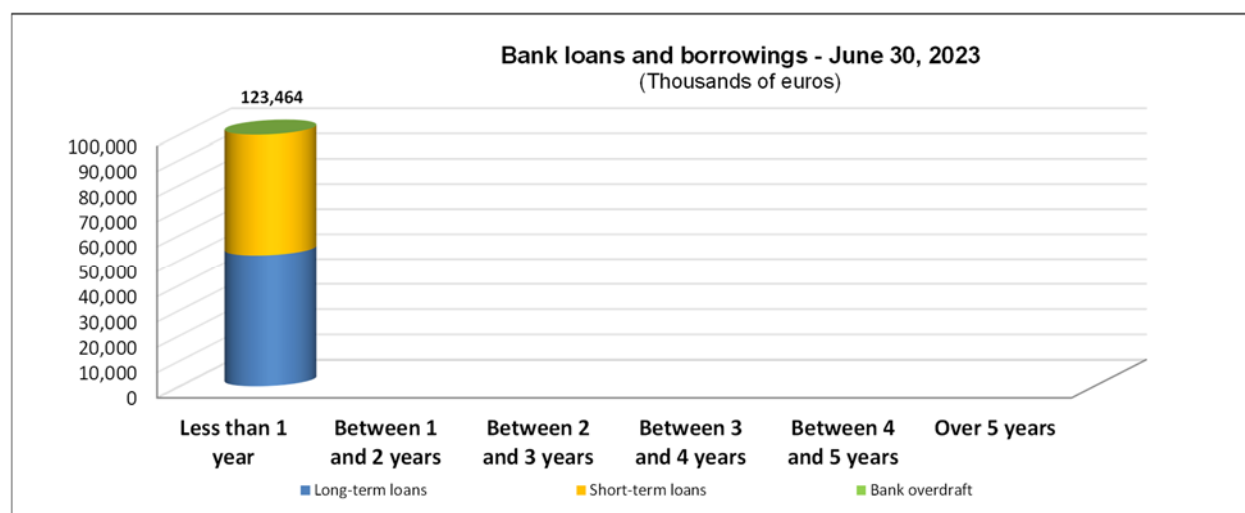 Bank loans and borrowings - June 30, 2023
(Thousands of euros)
123,464
100,000
90,000
80,000
70,000
60,000
50,000
40,000
30,000
20,000
10,000
0
Less than 1
year
Between 1
and 2 years
Between 2
and 3 years
Between 3
and 4 years
Between 4
and 5 years
Over 5 years
Long-term loans
Short-term loans
Bank overdraft